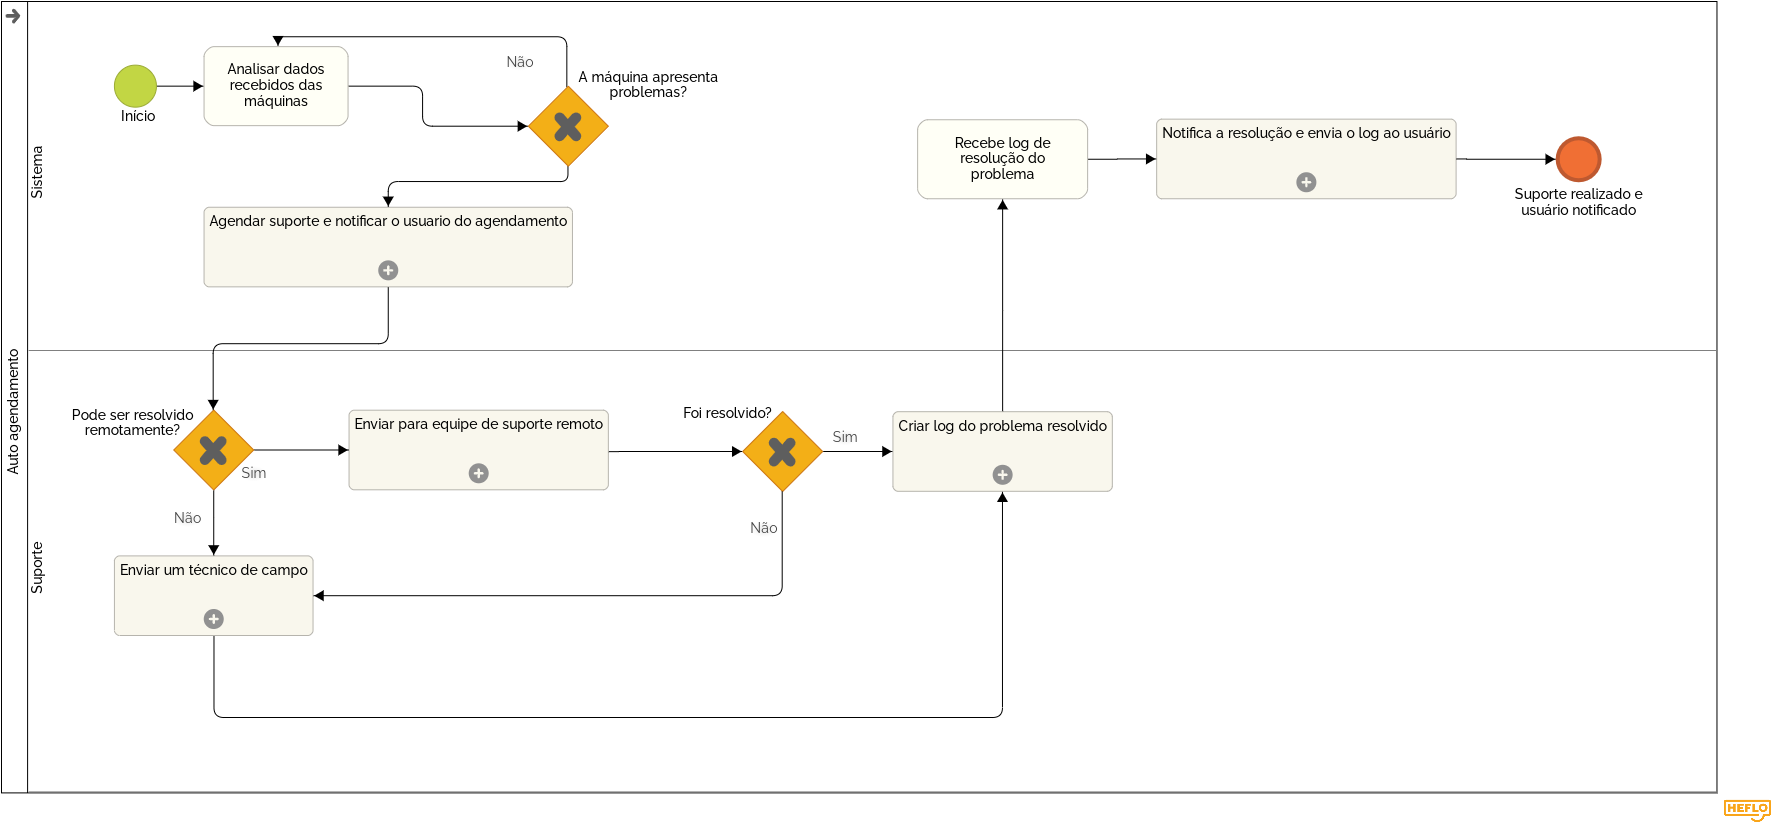 Auto agendamento
Sistema
Início
Analisar dados
recebidos das
máquinas
Não
A máquina apresenta
problemas?
Agendar suporte e notificar o usuario do agendamento
Recebe log de
resolução do
problema
Notifica a resolução e envia o log ao usuário
Suporte realizado e
usuário notificado
Suporte
Pode ser resolvido
remotamente?
Sim
Não
Enviar para equipe de suporte remoto
Foi resolvido?
Sim
Não
Criar log do problema resolvido
Enviar um técnico de campo
HEFLO